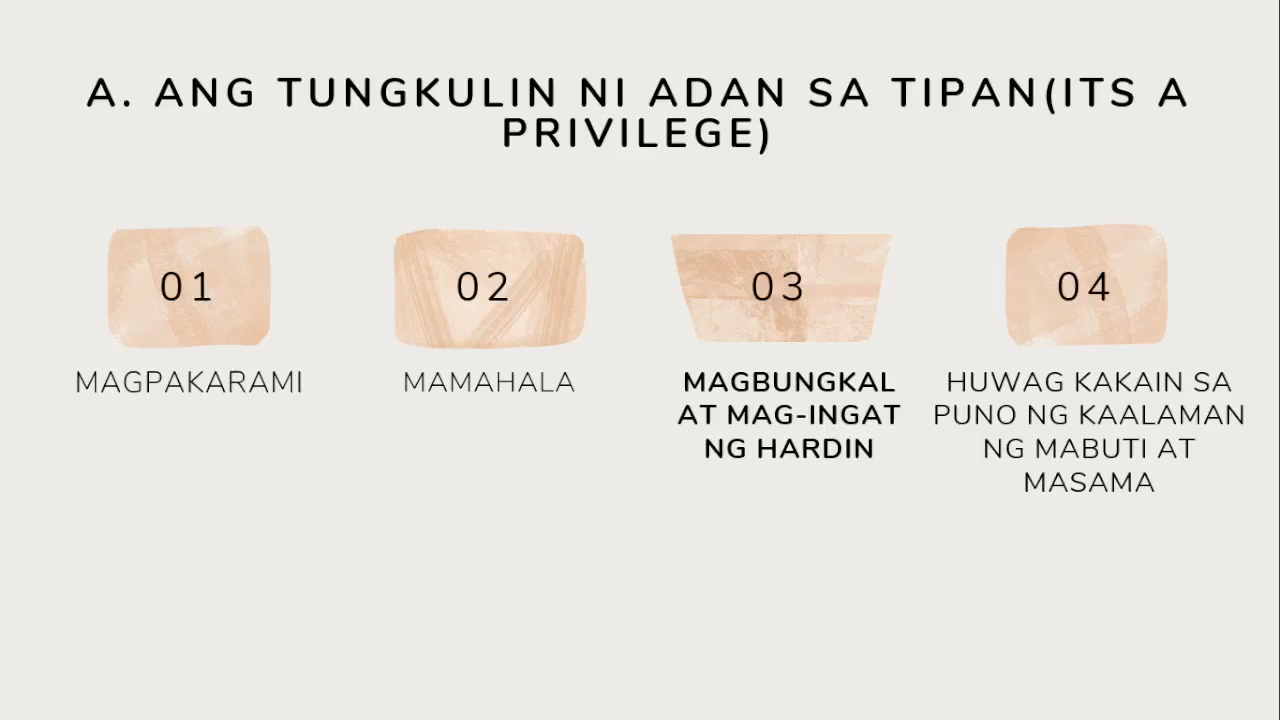 A. ANG TUNGKULIN NI ADAN SA TIPAN(ITS A
PRIVILEGE)
01
MAGPAKARAMI
02
MAMAHALA
03
MAGBUNGKAL
AT MAG-INGAT
NG HARDIN
04
HUWAG KAKAIN SA
PUNO NG KAALAMAN
NG MABUTI AT
MASAMA